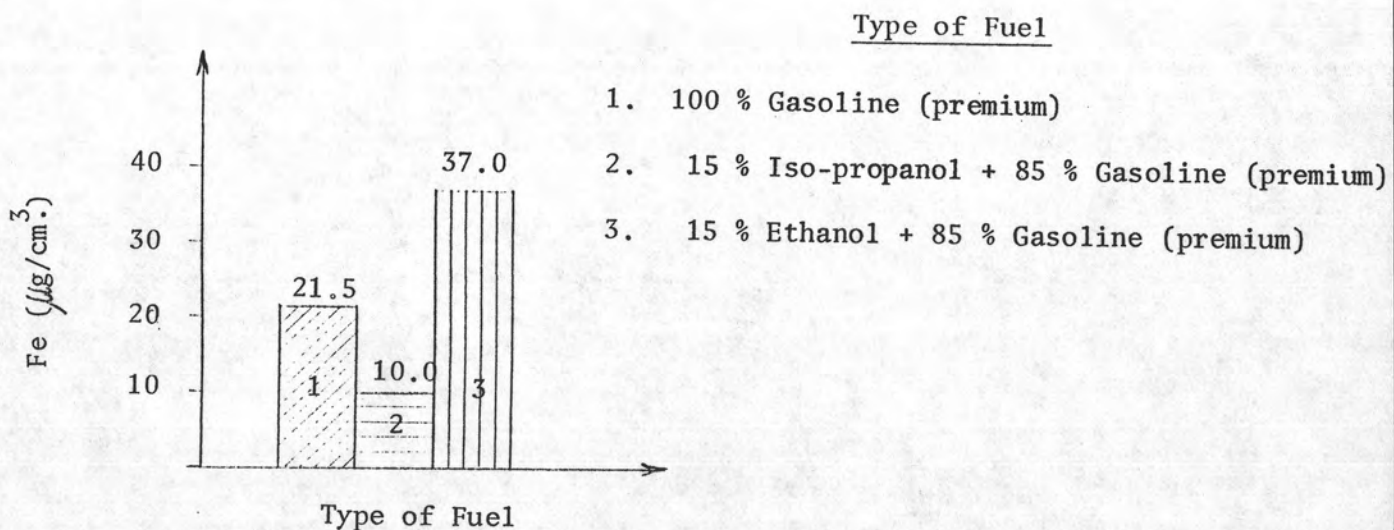 Type of Fuel
1. 100 % Gasoline (premium)
2. 15 % Iso-propanol + 85 % Gasoline (premium)
3. 15 % Ethanol + 85 % Gasoline (premium)
Fe (μg/cm³.)
40
30
20
10
21.5
10.0
37.0
1
2
3
Type of Fuel